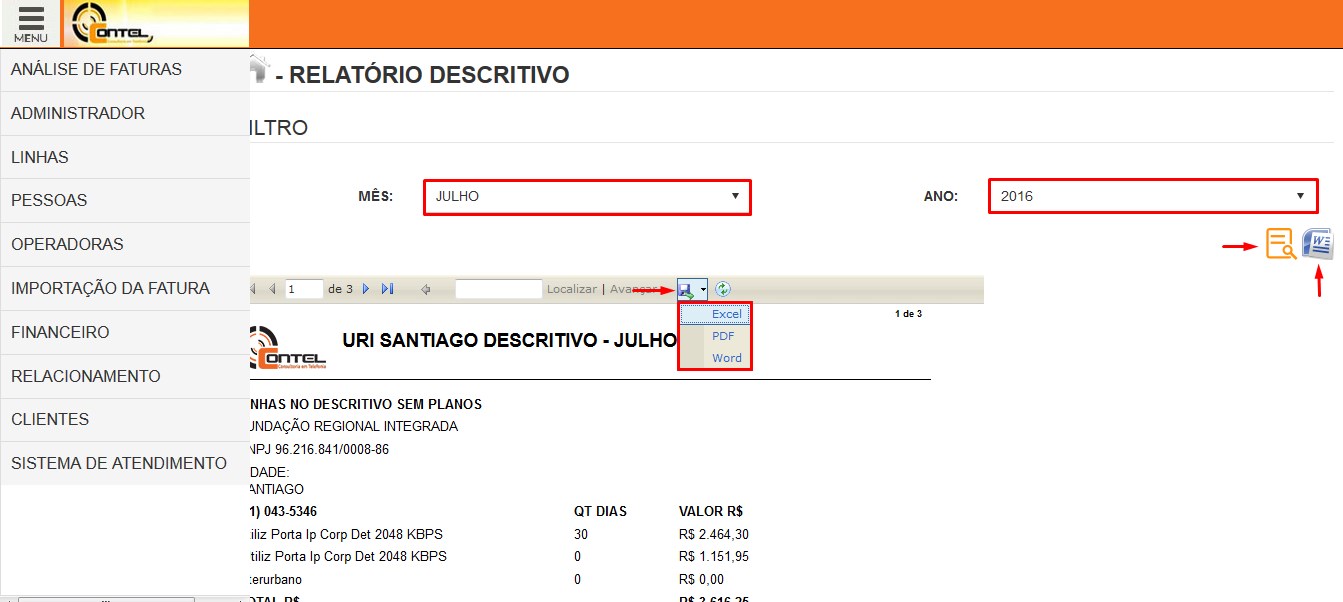 MENU
CONTEL,
ANÁLISE DE FATURAS
ADMINISTRADOR
LINHAS
PESSOAS
OPERADORAS
IMPORTAÇÃO DA FATURA
FINANCEIRO
RELACIONAMENTO
CLIENTES
SISTEMA DE ATENDIMENTO
- RELATÓRIO DESCRITIVO
ILTRO
MÊS: JULHO ANO: 2016
1 de 3 Localizar | Avançar
Excel
PDF
Word
1 de 3
CONTEL
Consultoria em Telefonia
URI SANTIAGO DESCRITIVO - JULHO
NHAS NO DESCRITIVO SEM PLANOS
UNDAÇÃO REGIONAL INTEGRADA
NPJ 96.216.841/0008-86
DADE:
ANTIAGO
1) 043-5346 QT DIAS VALOR R$
tiliz Porta Ip Corp Det 2048 KBPS 30 R$ 2.464,30
tiliz Porta Ip Corp Det 2048 KBPS 0 R$ 1.151,95
terurbano 0 R$ 0,00
OTAL R$ R$ 3.616,25